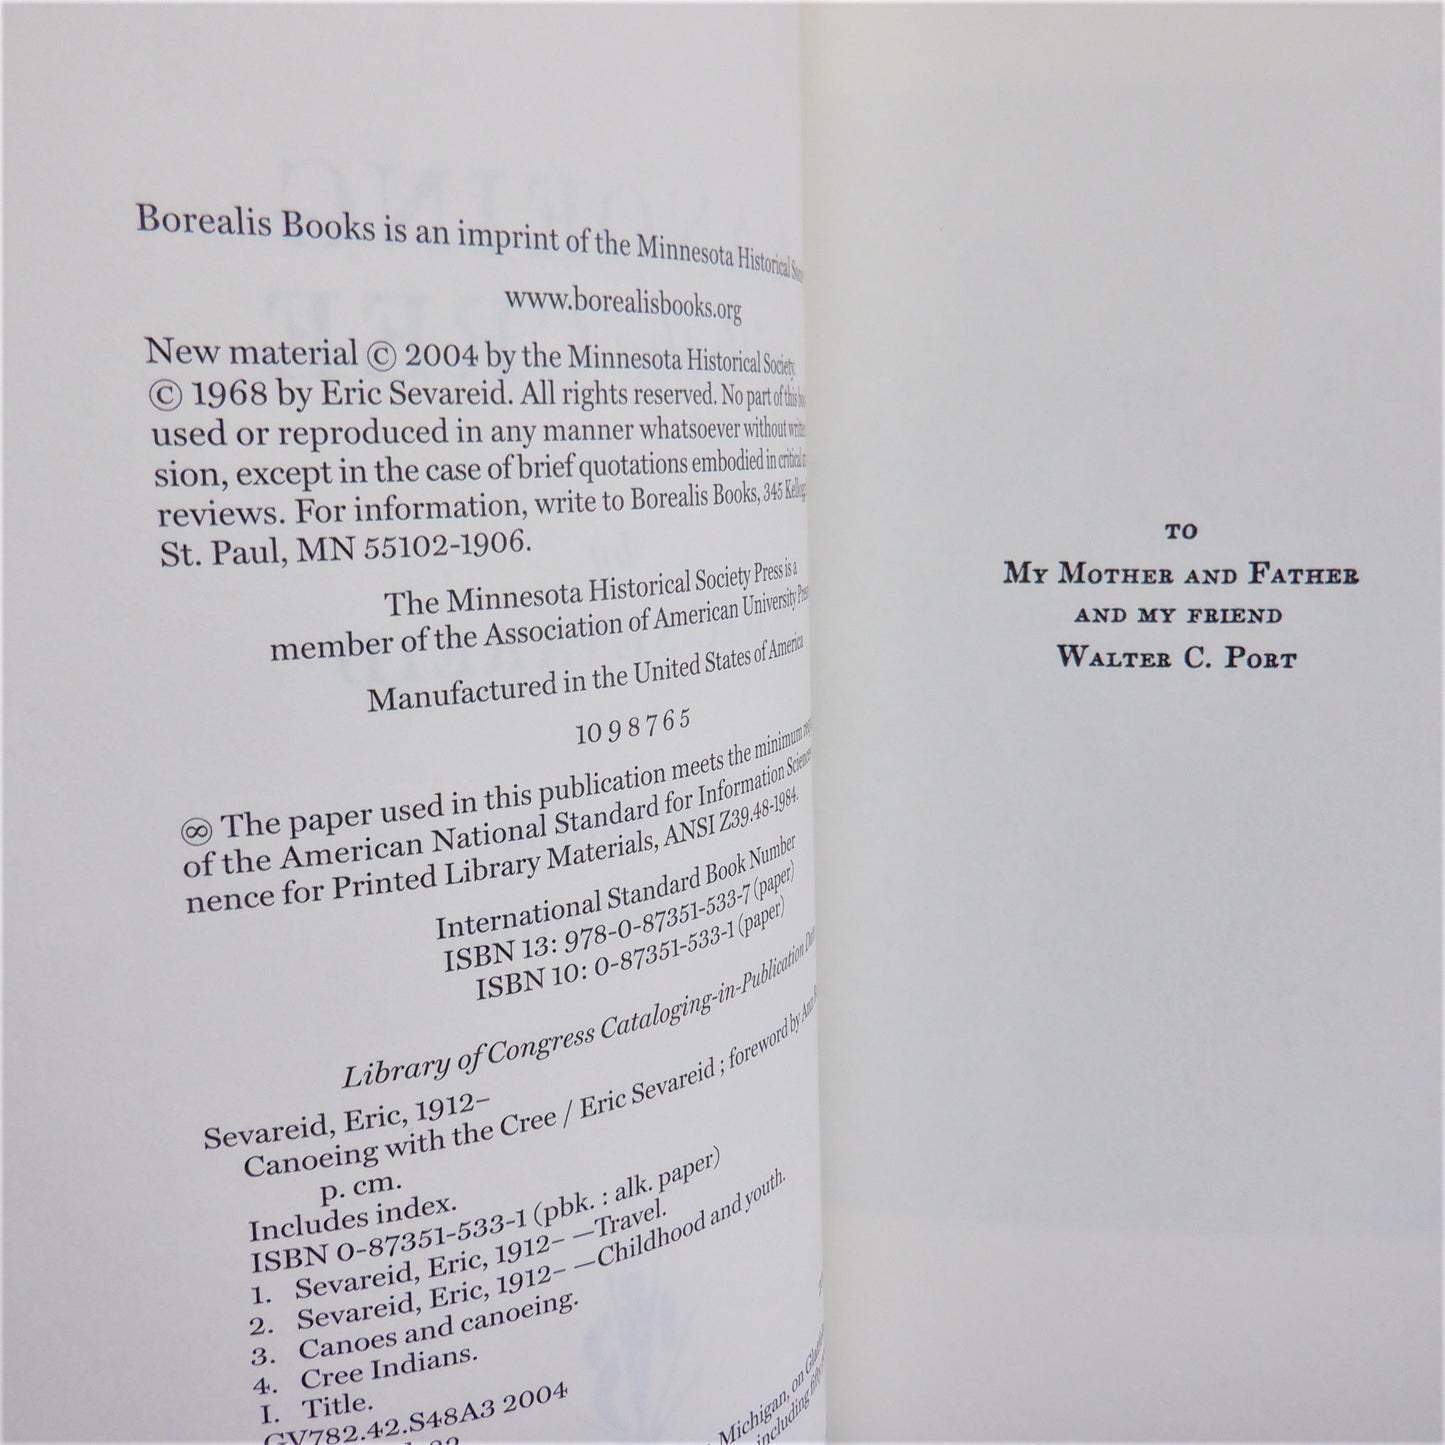 Borealis Books is an imprint of the Minnesota Historical
www.borealisbooks.org
New material © 2004 by the Minnesota Historical Society.
© 1968 by Eric Sevareid. All rights reserved. No part of this
used or reproduced in any manner whatsoever without
sion, except in the case of brief quotations embodied in critical
reviews. For information, write to Borealis Books, 345
St. Paul, MN 55102-1906.
The Minnesota Historical Society Press is a
member of the Association of American University
Manufactured in the United States of America
10 9 8 7 6 5
♾ The paper used in this publication meets the minimum
of the American National Standard for Information
nence for Printed Library Materials, ANSI Z39.48-1984.
International Standard Book Number
ISBN 13: 978-0-87351-533-7 (paper)
ISBN 10: 0-87351-533-1 (paper)
Library of Congress Cataloging-in-Publication
Sevareid, Eric, 1912–
Canoeing with the Cree / Eric Sevareid ; foreword by Ann
p. cm.
Includes index.
ISBN 0-87351-533-1 (pbk. : alk. paper)
1. Sevareid, Eric, 1912– —Travel.
2. Sevareid, Eric, 1912– —Childhood and youth.
3. Canoes and canoeing.
4. Cree Indians.
I. Title.
GV782.42.S48A3 2004
Michigan, on
including
TO
MY MOTHER AND FATHER
AND MY FRIEND
WALTER C. PORT